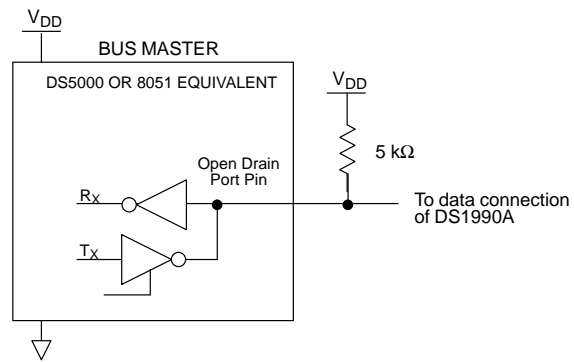 VDD
BUS MASTER
DS5000 OR 8051 EQUIVALENT
VDD
5 kΩ
Open Drain
Port Pin
RX
To data connection
of DS1990A
TX